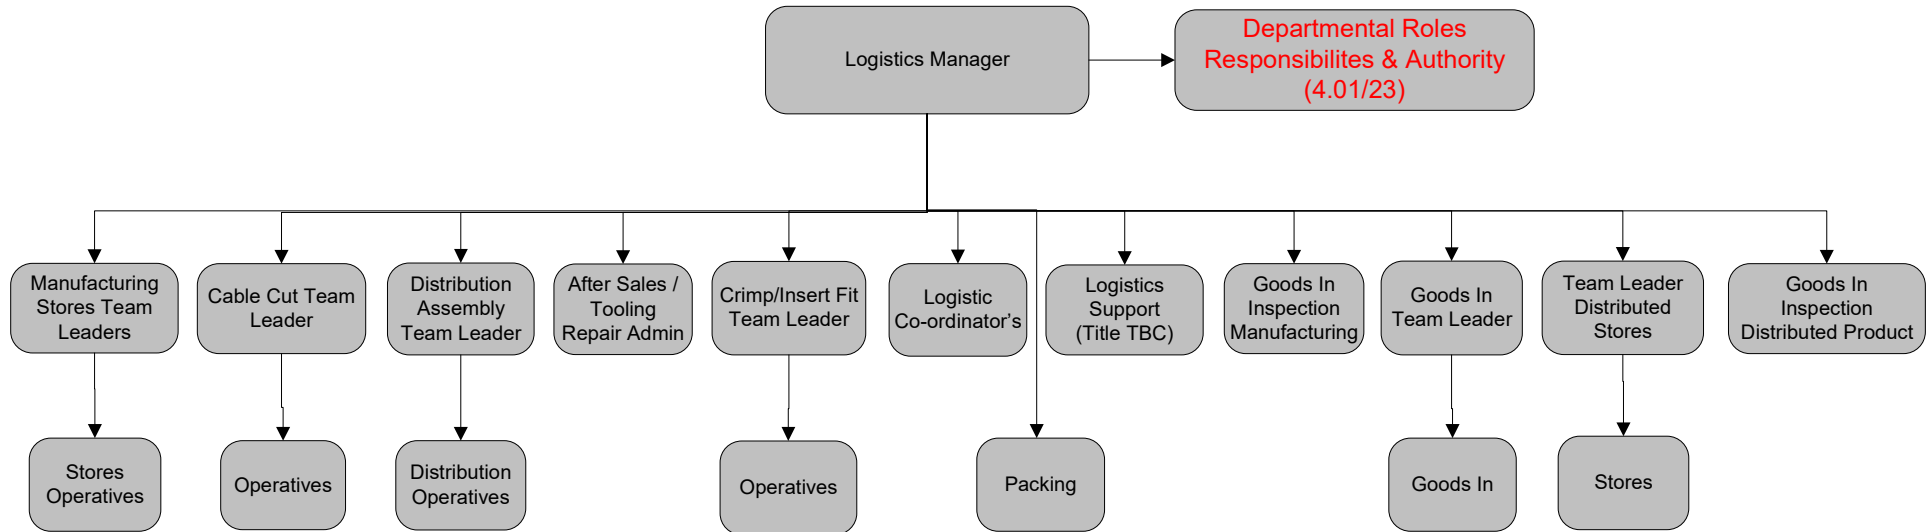 Logistics Manager
Departmental Roles
Responsibilites & Authority
(4.01/23)
Manufacturing
Stores Team
Leaders
Cable Cut Team
Leader
Distribution
Assembly
Team Leader
After Sales /
Tooling
Repair Admin
Crimp/Insert Fit
Team Leader
Logistic
Co-ordinator’s
Logistics
Support
(Title TBC)
Goods In
Inspection
Manufacturing
Goods In
Team Leader
Team Leader
Distributed
Stores
Goods In
Inspection
Distributed Product
Stores
Operatives
Operatives
Distribution
Operatives
Operatives
Packing
Goods In
Stores